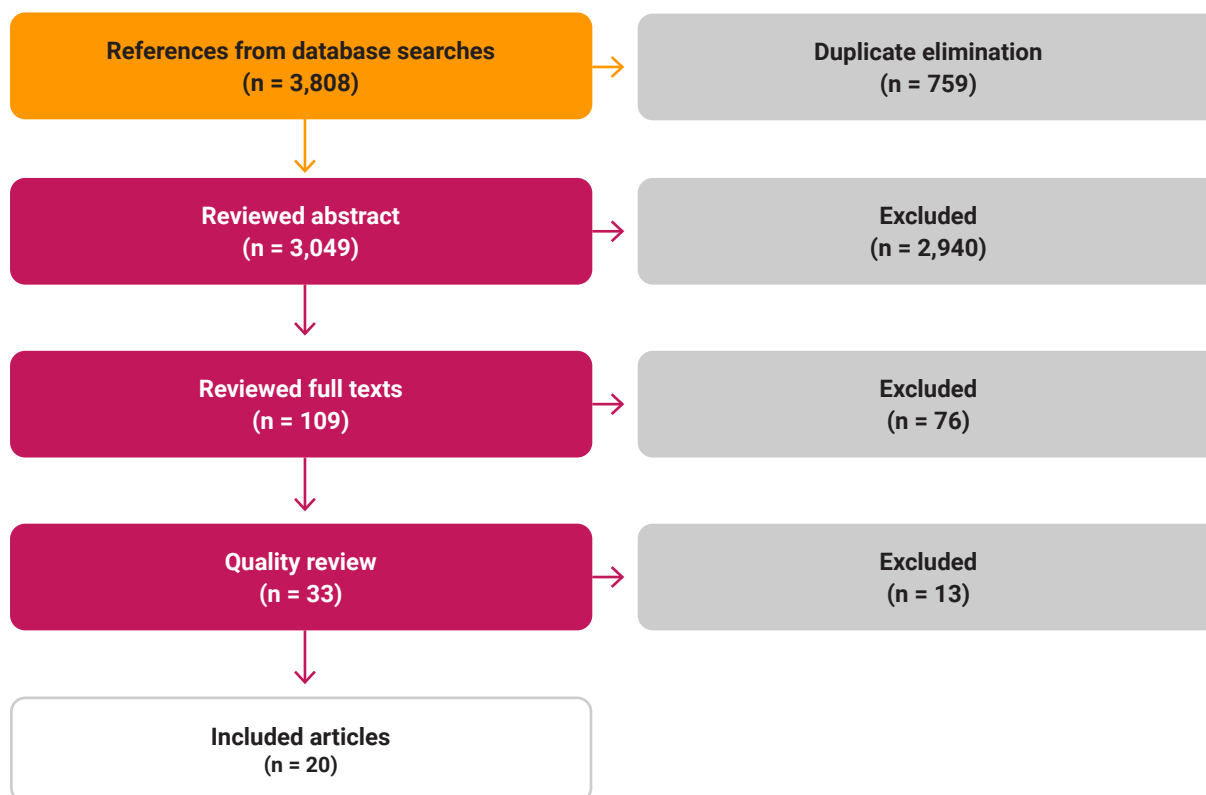 References from database searches
(n = 3,808)
Duplicate elimination
(n = 759)
Reviewed abstract
(n = 3,049)
Excluded
(n = 2,940)
Reviewed full texts
(n = 109)
Excluded
(n = 76)
Quality review
(n = 33)
Excluded
(n = 13)
Included articles
(n = 20)